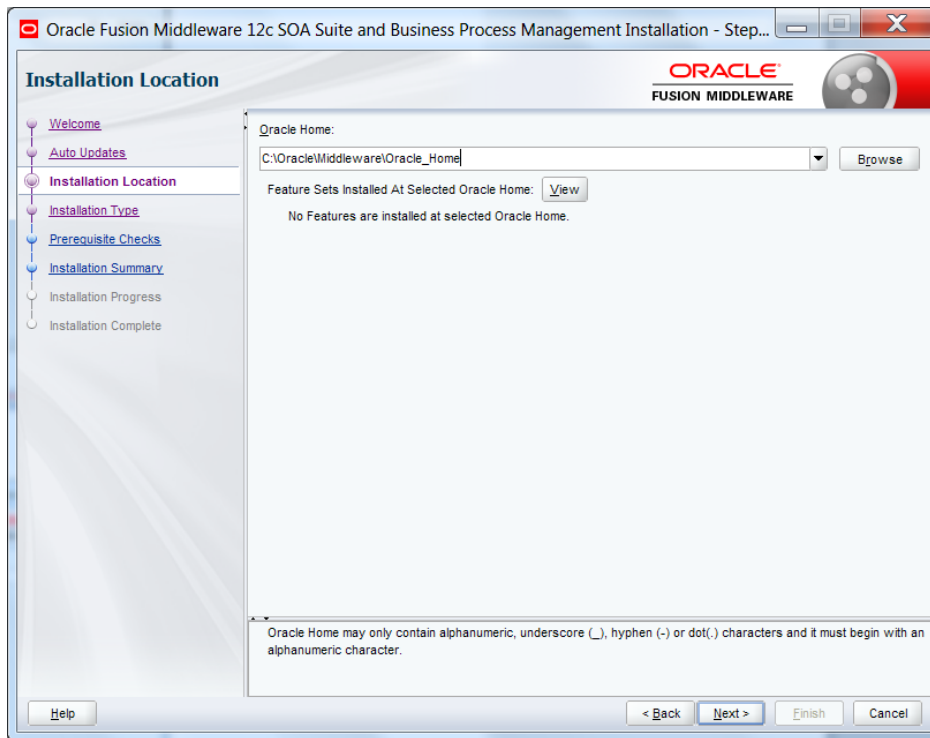 Oracle Fusion Middleware 12c SOA Suite and Business Process Management Installation - Step...
Installation Location
ORACLE
FUSION MIDDLEWARE
Welcome
Auto Updates
Installation Location
Installation Type
Prerequisite Checks
Installation Summary
Installation Progress
Installation Complete
Oracle Home:
C:\Oracle\Middleware\Oracle_Home
Browse
Feature Sets Installed At Selected Oracle Home: View
No Features are installed at selected Oracle Home.
Oracle Home may only contain alphanumeric, underscore (_), hyphen (-) or dot(.) characters and it must begin with an
alphanumeric character.
Help
< Back
Next >
Finish
Cancel